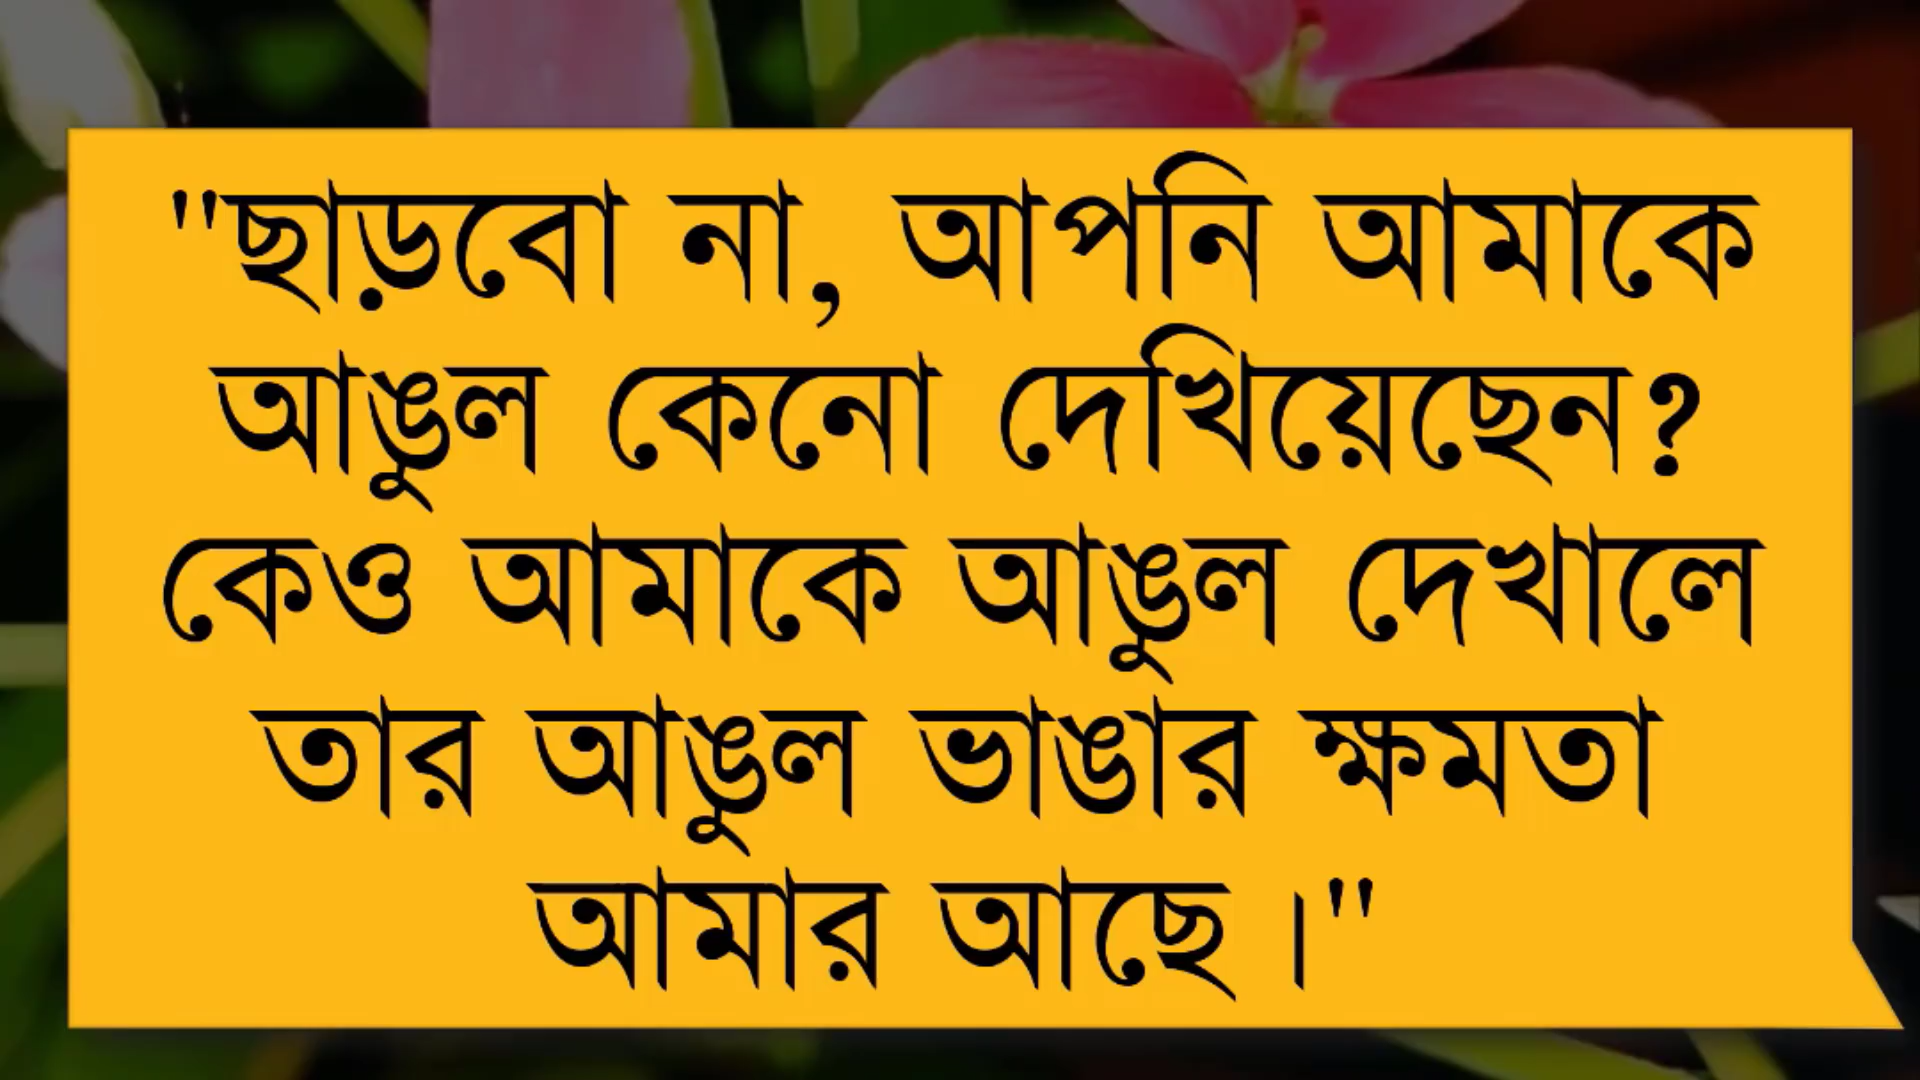 "ছাড়বো না, আপনি আমাকে
আঙুল কেনো দেখিয়েছেন?
কেও আমাকে আঙুল দেখালে
তার আঙুল ভাঙার ক্ষমতা
আমার আছে ।"